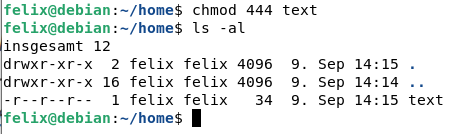 felix@debian:~/home$ chmod 444 text
felix@debian:~/home$ ls -al
insgesamt 12
drwxr-xr-x  2 felix felix 4096  9. Sep 14:15 .
drwxr-xr-x 16 felix felix 4096  9. Sep 14:14 ..
-r--r--r--  1 felix felix   34  9. Sep 14:15 text
felix@debian:~/home$